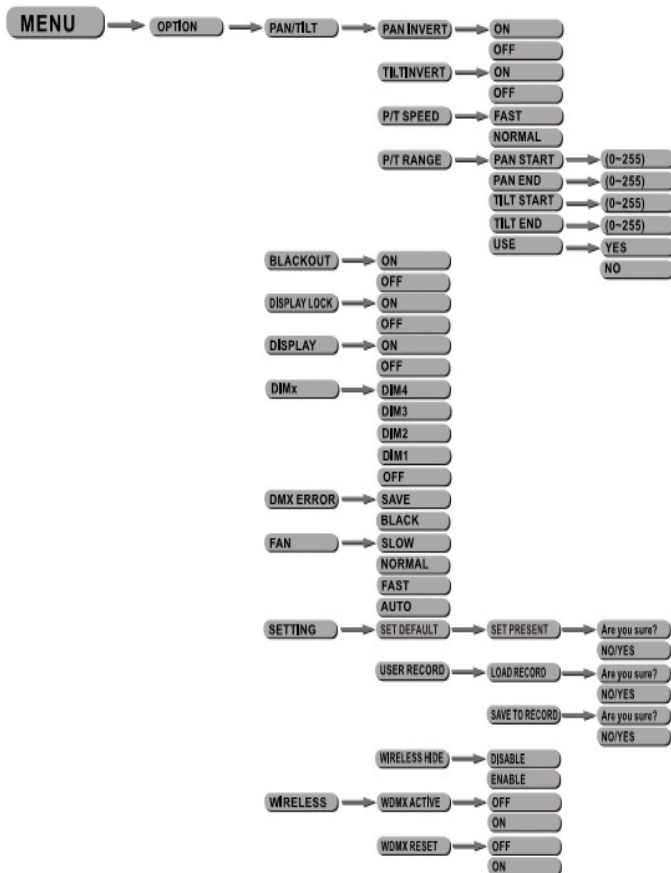 MENU OPTION PAN/TILT PAN INVERT ON
OFF
TILTINVERT ON
OFF
P/T SPEED FAST
NORMAL
P/T RANGE PAN START (0~255)
PAN END (0~255)
TILT START (0~255)
TILT END (0~255)
USE YES
NO
BLACKOUT ON
OFF
DISPLAY LOCK ON
OFF
DISPLAY ON
OFF
DIMx DIM4
DIM3
DIM2
DIM1
OFF
DMX ERROR SAVE
BLACK
FAN SLOW
NORMAL
FAST
AUTO
SETTING SET DEFAULT SET PRESENT Are you sure?
NO/YES
USER RECORD LOAD RECORD Are you sure?
NO/YES
SAVE TO RECORD Are you sure?
NO/YES
WIRELESS HIDE DISABLE
ENABLE
WIRELESS WDMX ACTIVE OFF
ON
WDMX RESET OFF
ON